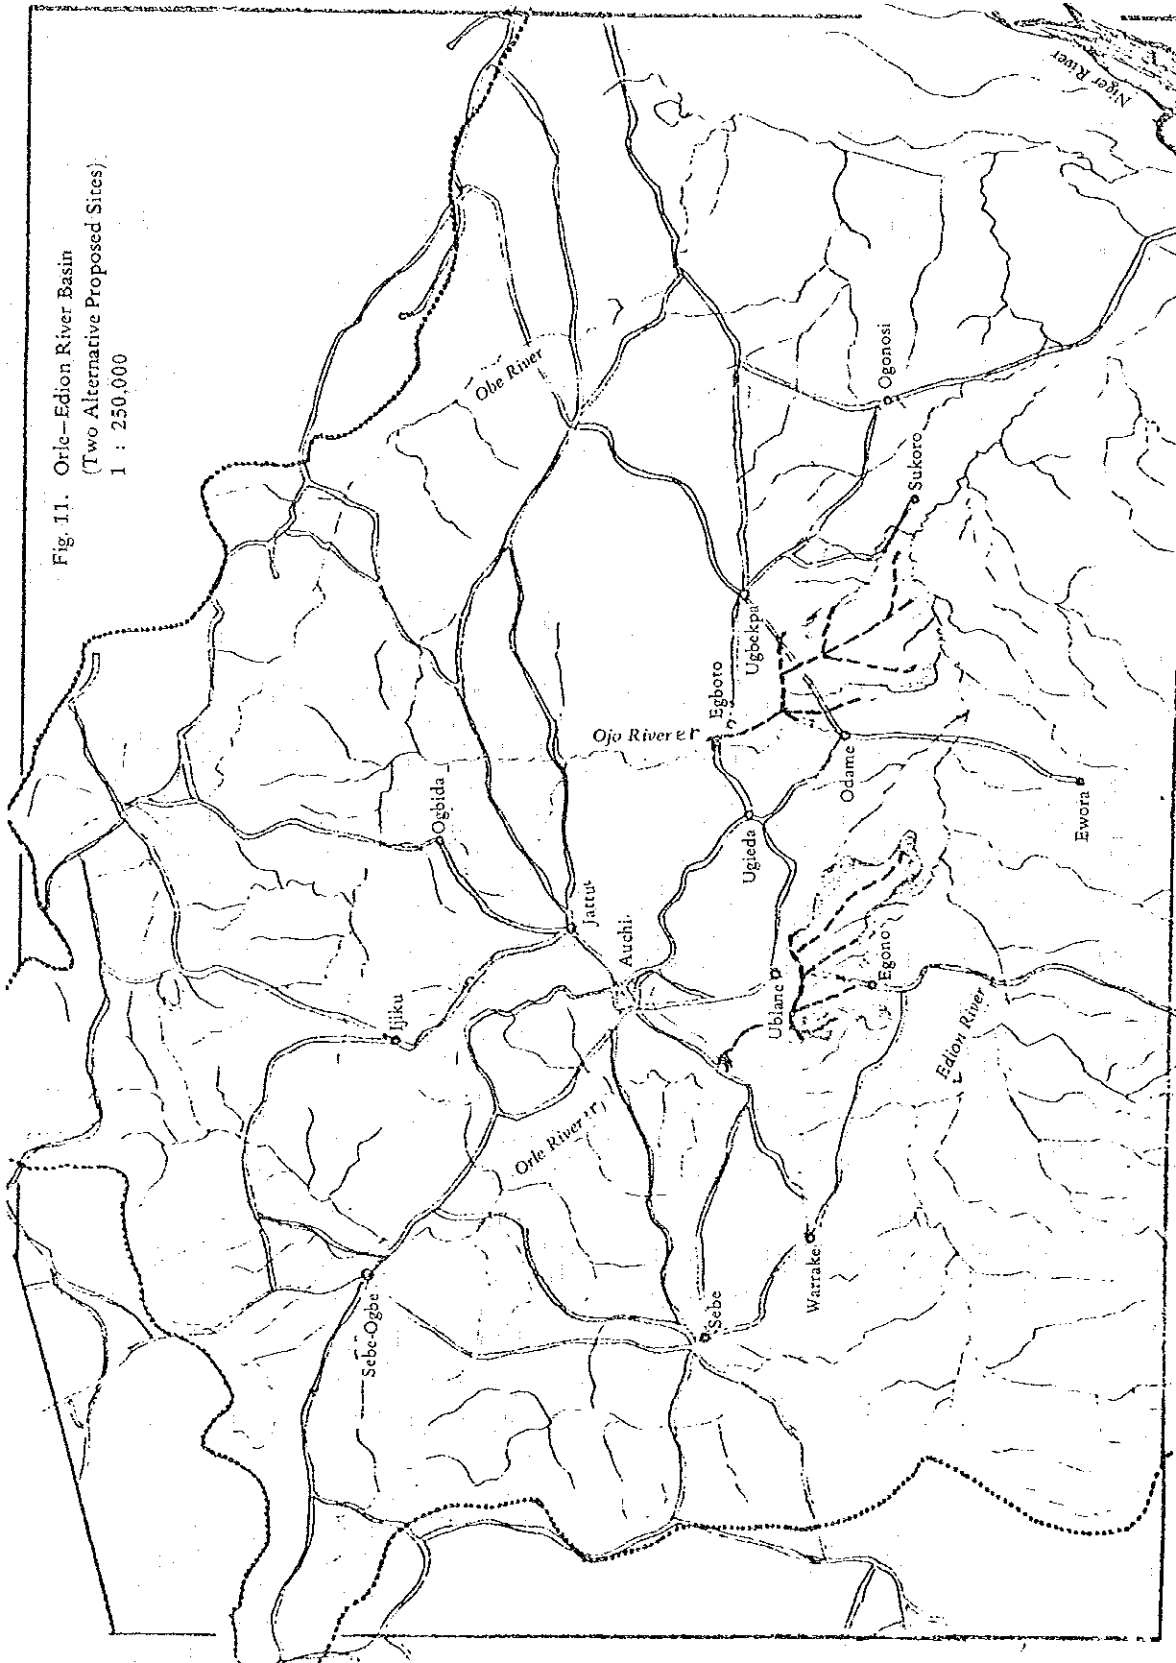 Fig. 11. Orle–Edion River Basin
(Two Alternative Proposed Sites)
1 : 250,000
Niger River
Obe River
Ogonosi
Sukoro
Ugbekpa
Egboro
Ojo River er
Odame
Ewora
Ogbida
Ugieda
Jattu
Auchi
Ublane
Egono
Edion River
Ijiku
Orle River r)
Warrake
Sebe-Ogbe
Sebe